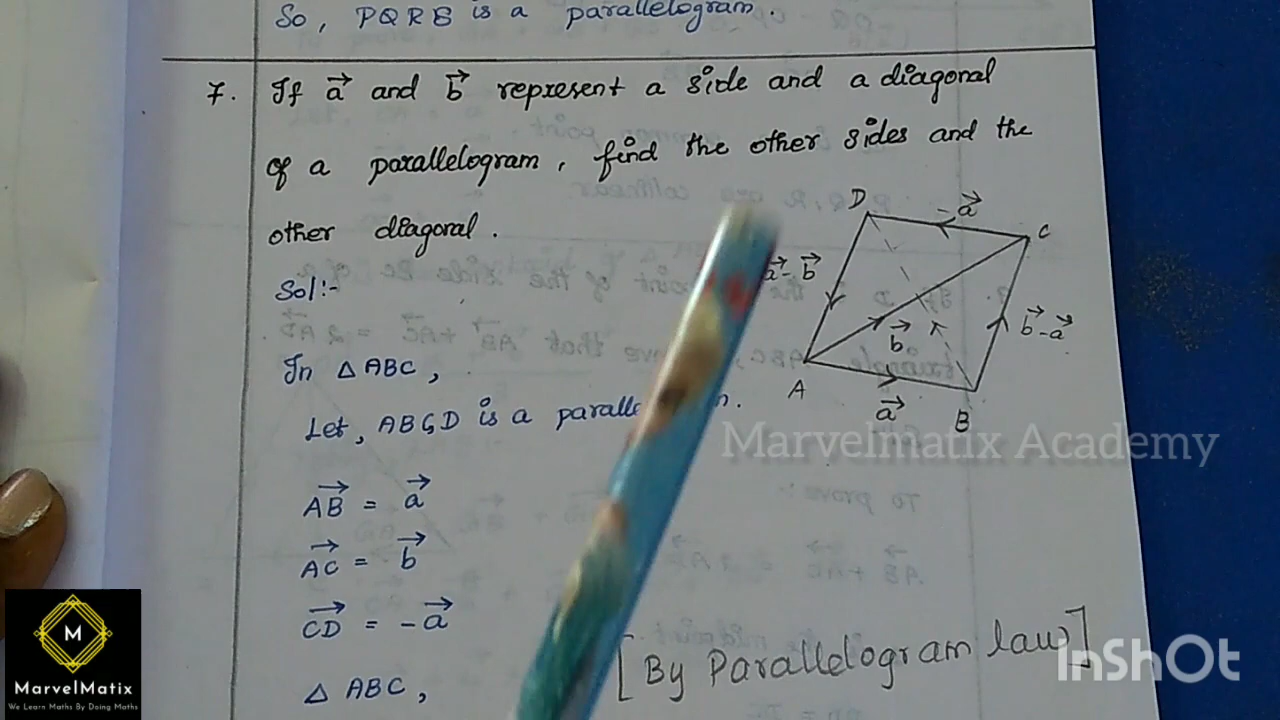 So, PQRS is a parallelogram.
7. If a⃗ and b⃗ represent a side and a diagonal
of a parallelogram, find the other sides and the
other diagonal.
Sol:-
In △ ABC,
Let, ABCD is a
AB⃗ = a⃗
AC⃗ = b⃗
CD⃗ = -a⃗
△ ABC,
[By Parallelogram law]
D
-a⃗
C
a⃗ - b⃗
b⃗
b⃗ - a⃗
A
a⃗
B
Marvelmatix Academy
M
MarvelMatix
We Learn Maths By Doing Maths
InShOt